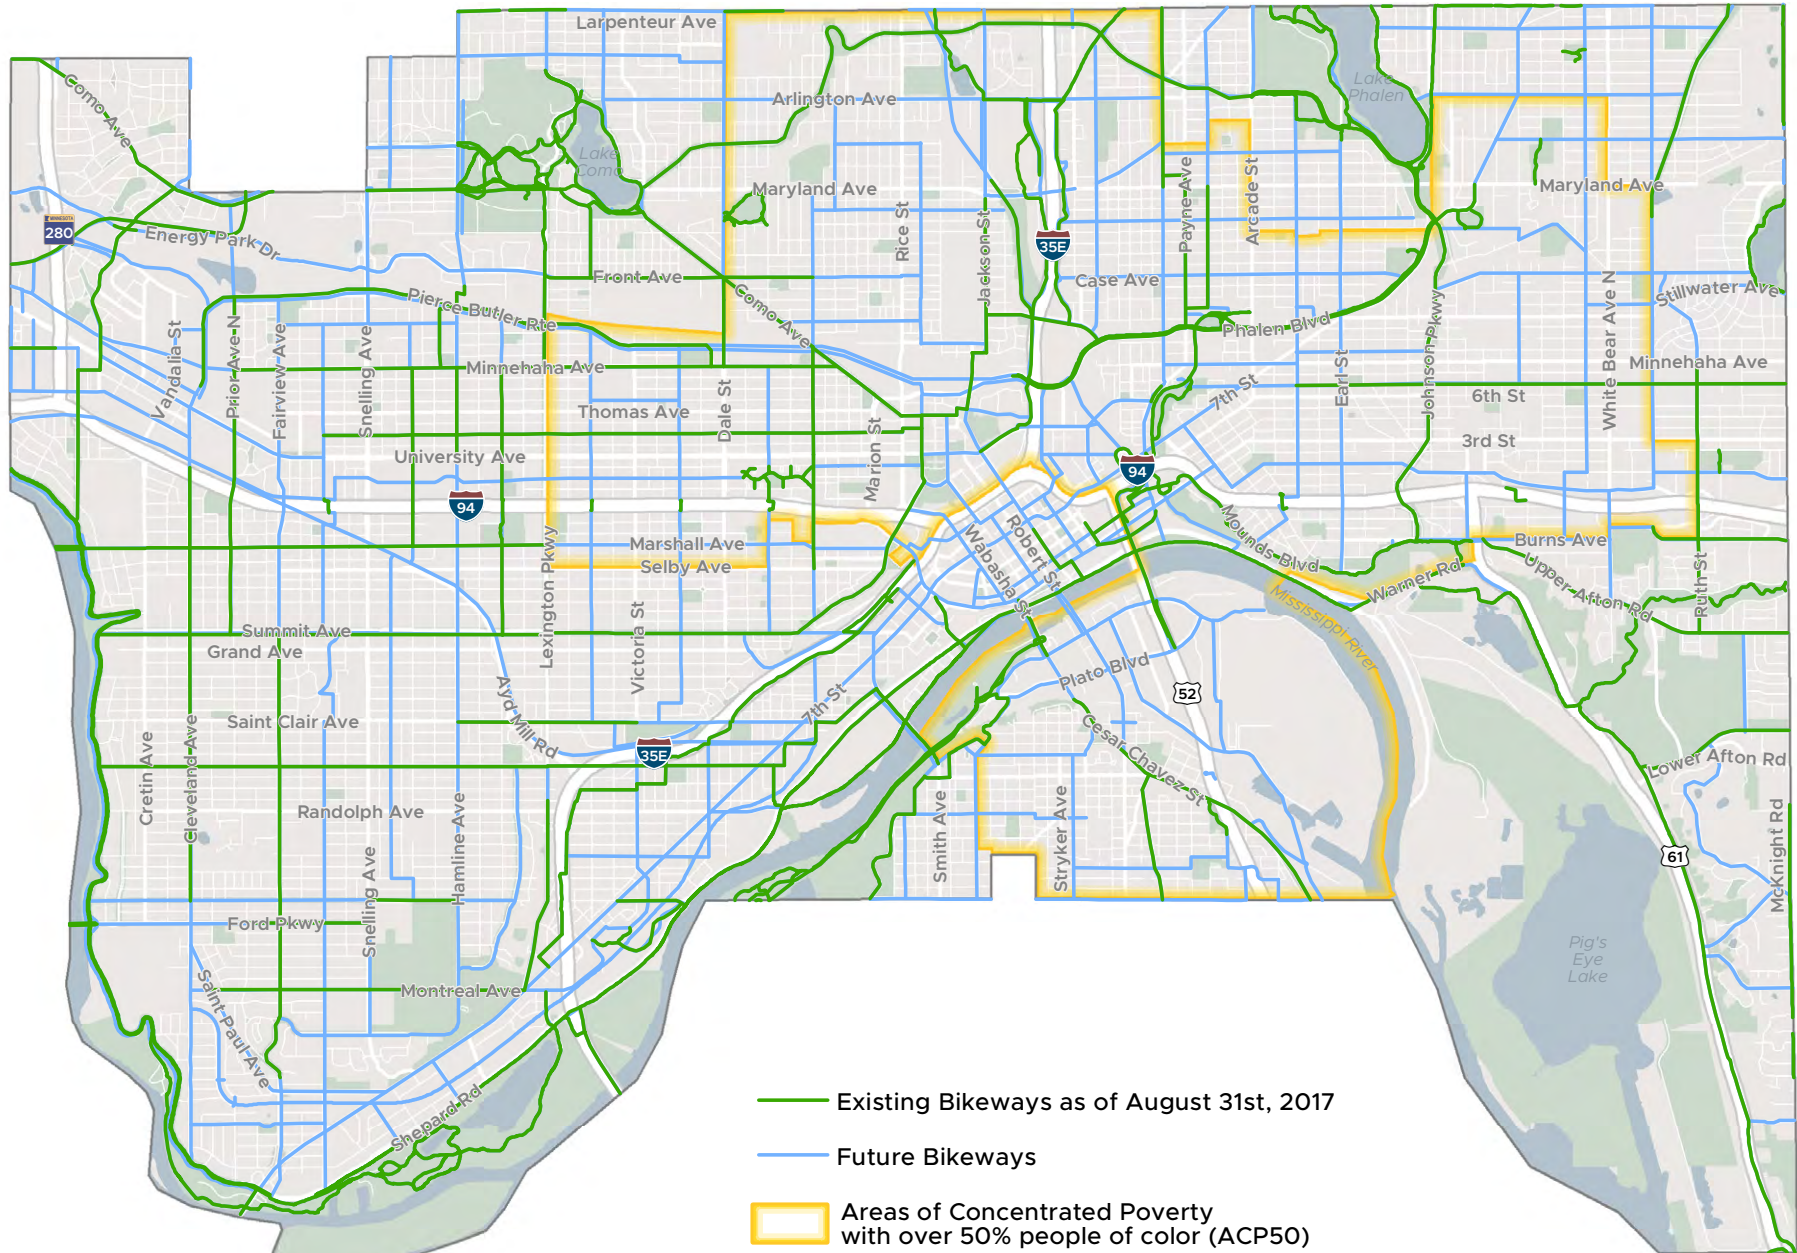 Larpenteur Ave
Como Ave
Lake
Phalen
Arlington Ave
Lake
Como
Maryland Ave
Payne Ave
Arcade St
Maryland Ave
MINNESOTA
280
Energy Park Dr
Rice St
Jackson St
35E
Front Ave
Case Ave
Como Ave
Stillwater Ave
Pierce Butler Rte
Phalen Blvd
Johnson Pkwy
White Bear Ave N
Vandalia St
Prior Ave N
Fairview Ave
Snelling Ave
Minnehaha Ave
Minnehaha Ave
Earl St
7th St
6th St
Thomas Ave
Dale St
3rd St
University Ave
Marion St
94
94
Lexington Pkwy
Marshall Ave
Selby Ave
Wabasha St
Robert St
Mounds Blvd
Burns Ave
Warner Rd
Upper Afton Rd
Ruth St
Mississippi River
Summit Ave
Grand Ave
Victoria St
Plato Blvd
52
Ayd Mill Rd
7th St
Saint Clair Ave
Cesar Chavez St
35E
Cretin Ave
Cleveland Ave
Lower Afton Rd
Randolph Ave
Hamline Ave
Smith Ave
Stryker Ave
McKnight Rd
61
Snelling Ave
Ford Pkwy
Pig's
Eye
Lake
Saint Paul Ave
Montreal Ave
Shepard Rd
Existing Bikeways as of August 31st, 2017
Future Bikeways
Areas of Concentrated Poverty
with over 50% people of color (ACP50)